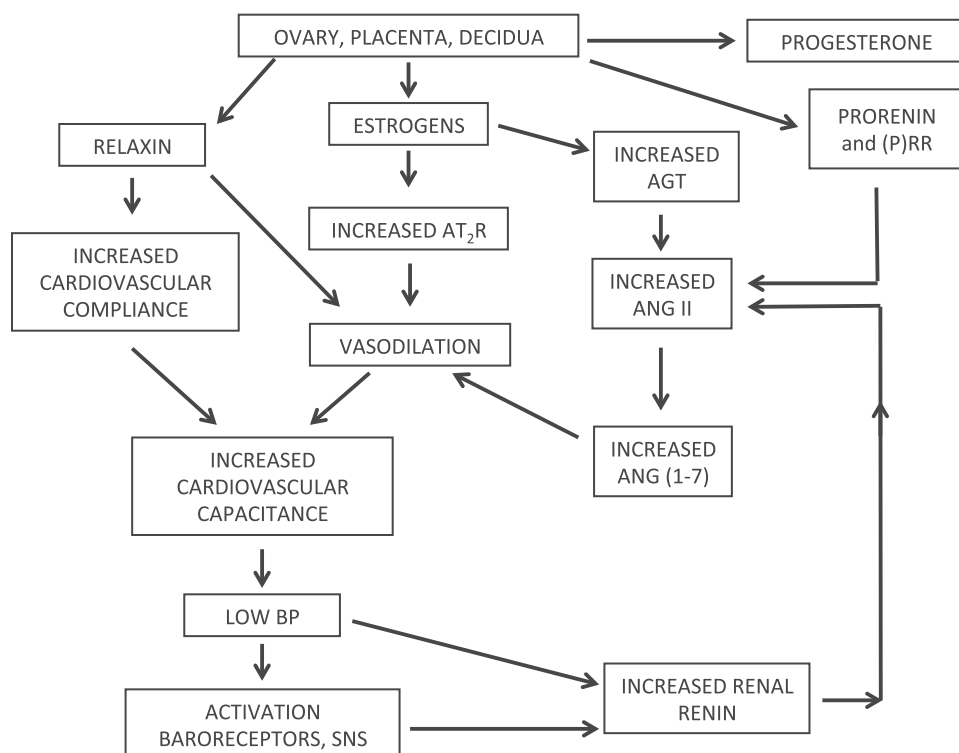 OVARY, PLACENTA, DECIDUA
PROGESTERONE
ESTROGENS
PRORENIN
and (P)RR
RELAXIN
INCREASED
AGT
INCREASED AT₂R
INCREASED
CARDIOVASCULAR
COMPLIANCE
INCREASED
ANG II
VASODILATION
INCREASED
CARDIOVASCULAR
CAPACITANCE
INCREASED
ANG (1-7)
LOW BP
INCREASED RENAL
RENIN
ACTIVATION
BARORECEPTORS, SNS